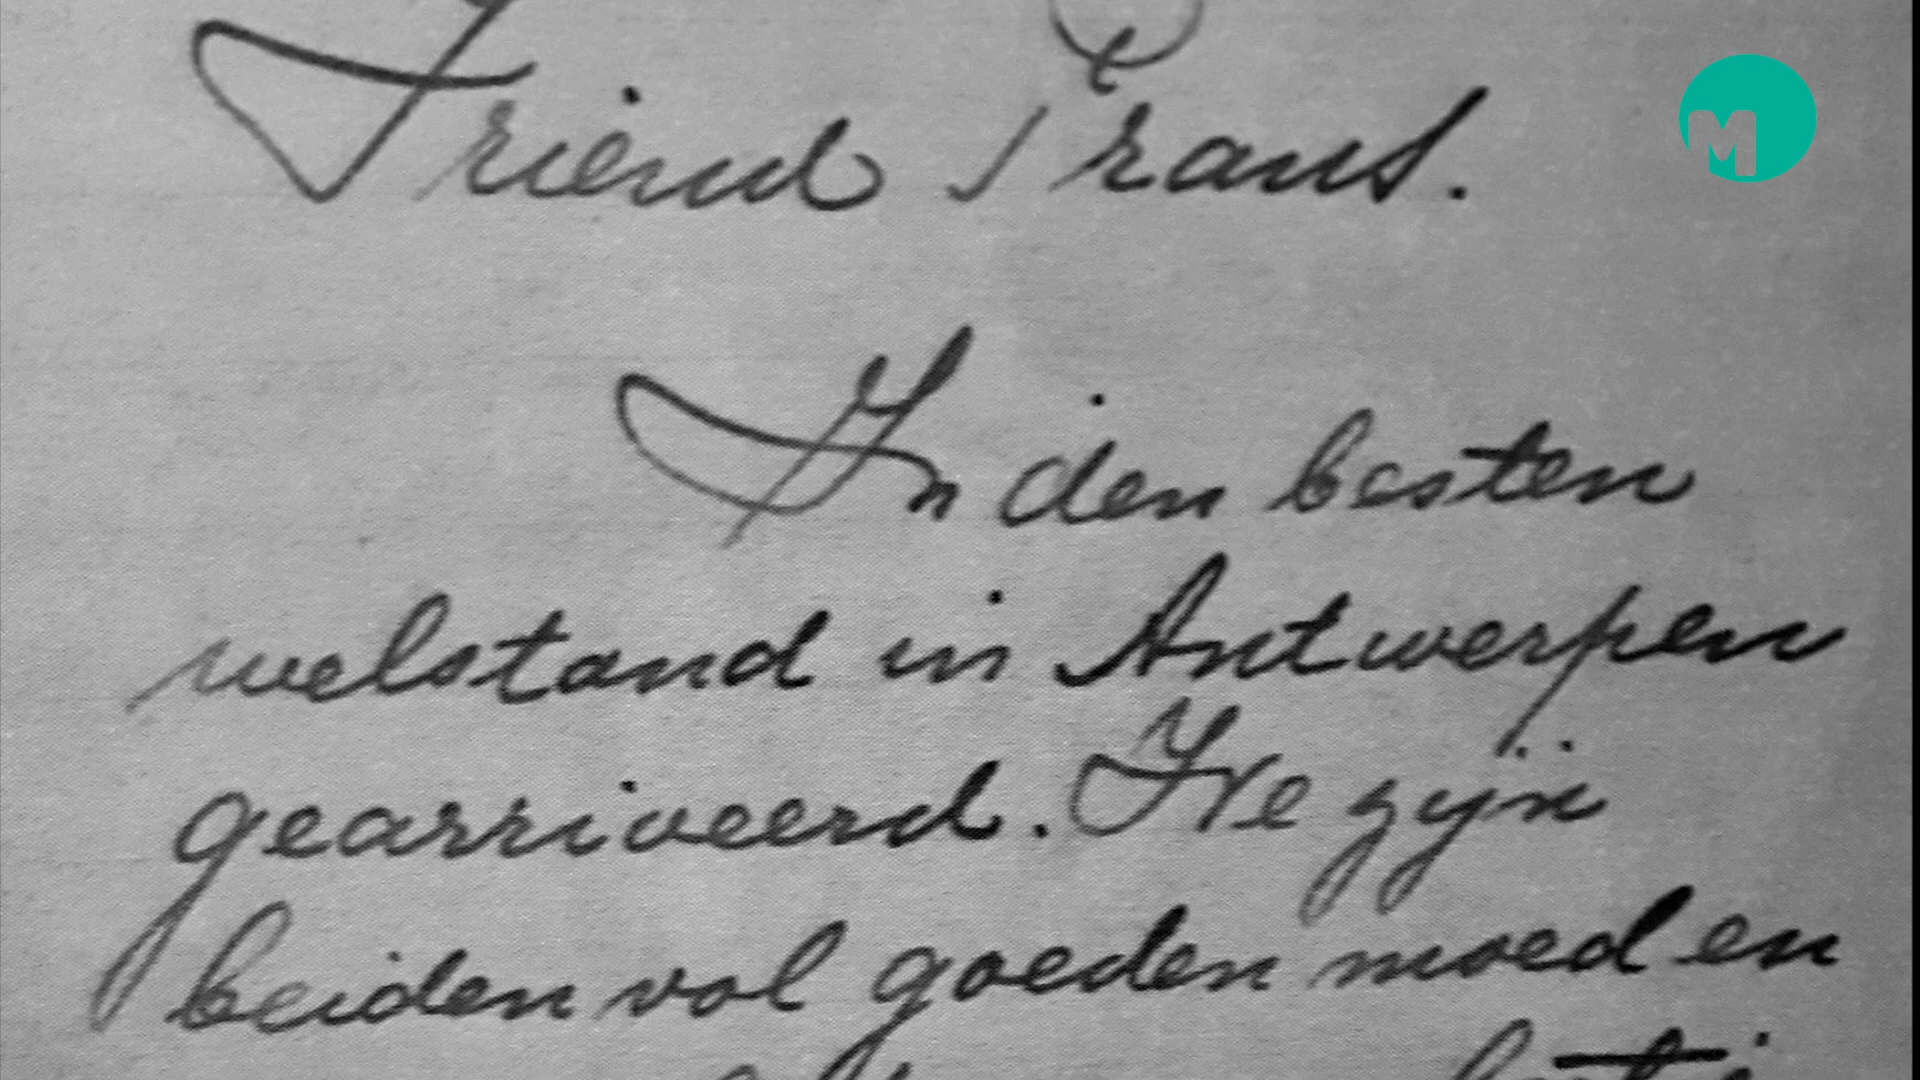 Vriend Frans.
In den besten
welstand in Antwerpen
gearriveerd. We zijn
beiden vol goeden moed en